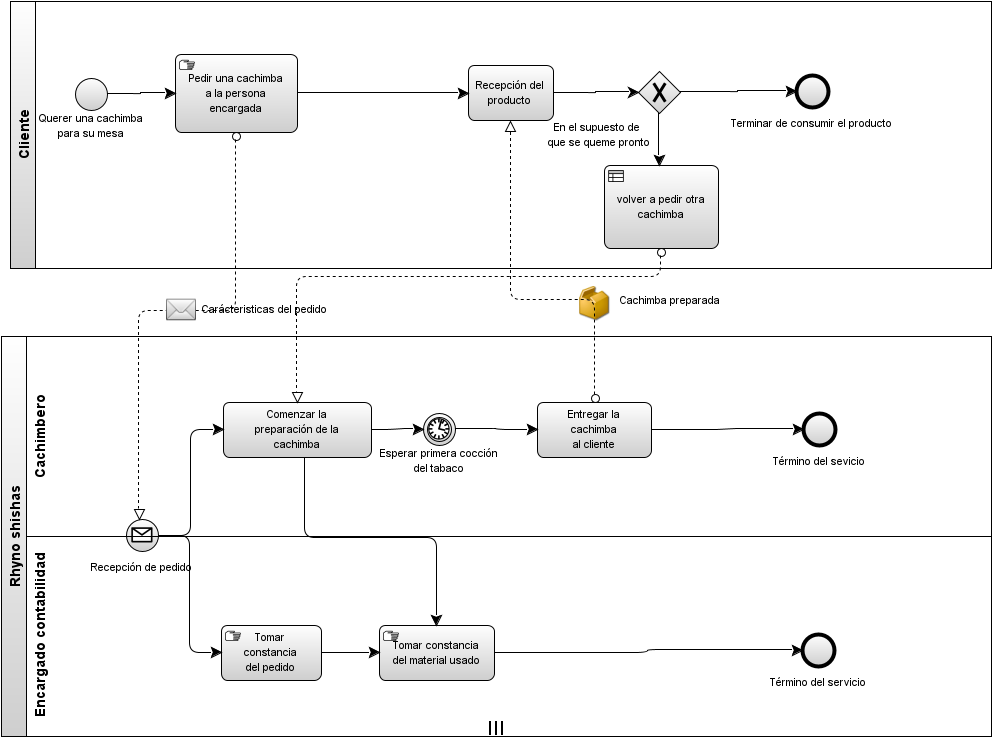 Cliente
Querer una cachimba
para su mesa
Pedir una cachimba
a la persona
encargada
Recepción del
producto
En el supuesto de
que se queme pronto
Terminar de consumir el producto
volver a pedir otra
cachimba
Carácteristicas del pedido
Cachimba preparada
Rhyno shishas
Cachimbero
Comenzar la
preparación de la
cachimba
Esperar primera cocción
del tabaco
Entregar la
cachimba
al cliente
Término del sevicio
Recepción de pedido
Encargado contabilidad
Tomar
constancia
del pedido
Tomar constancia
del material usado
Término del servicio